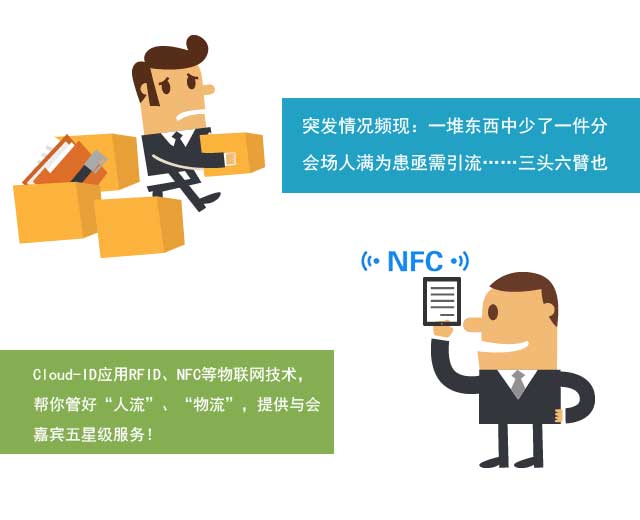 突发情况频现：一堆东西中少了一件分
会场人满为患亟需引流……三头六臂也
NFC
Cloud-ID应用RFID、NFC等物联网技术，
帮你管好“人流”、“物流”，提供与会
嘉宾五星级服务！